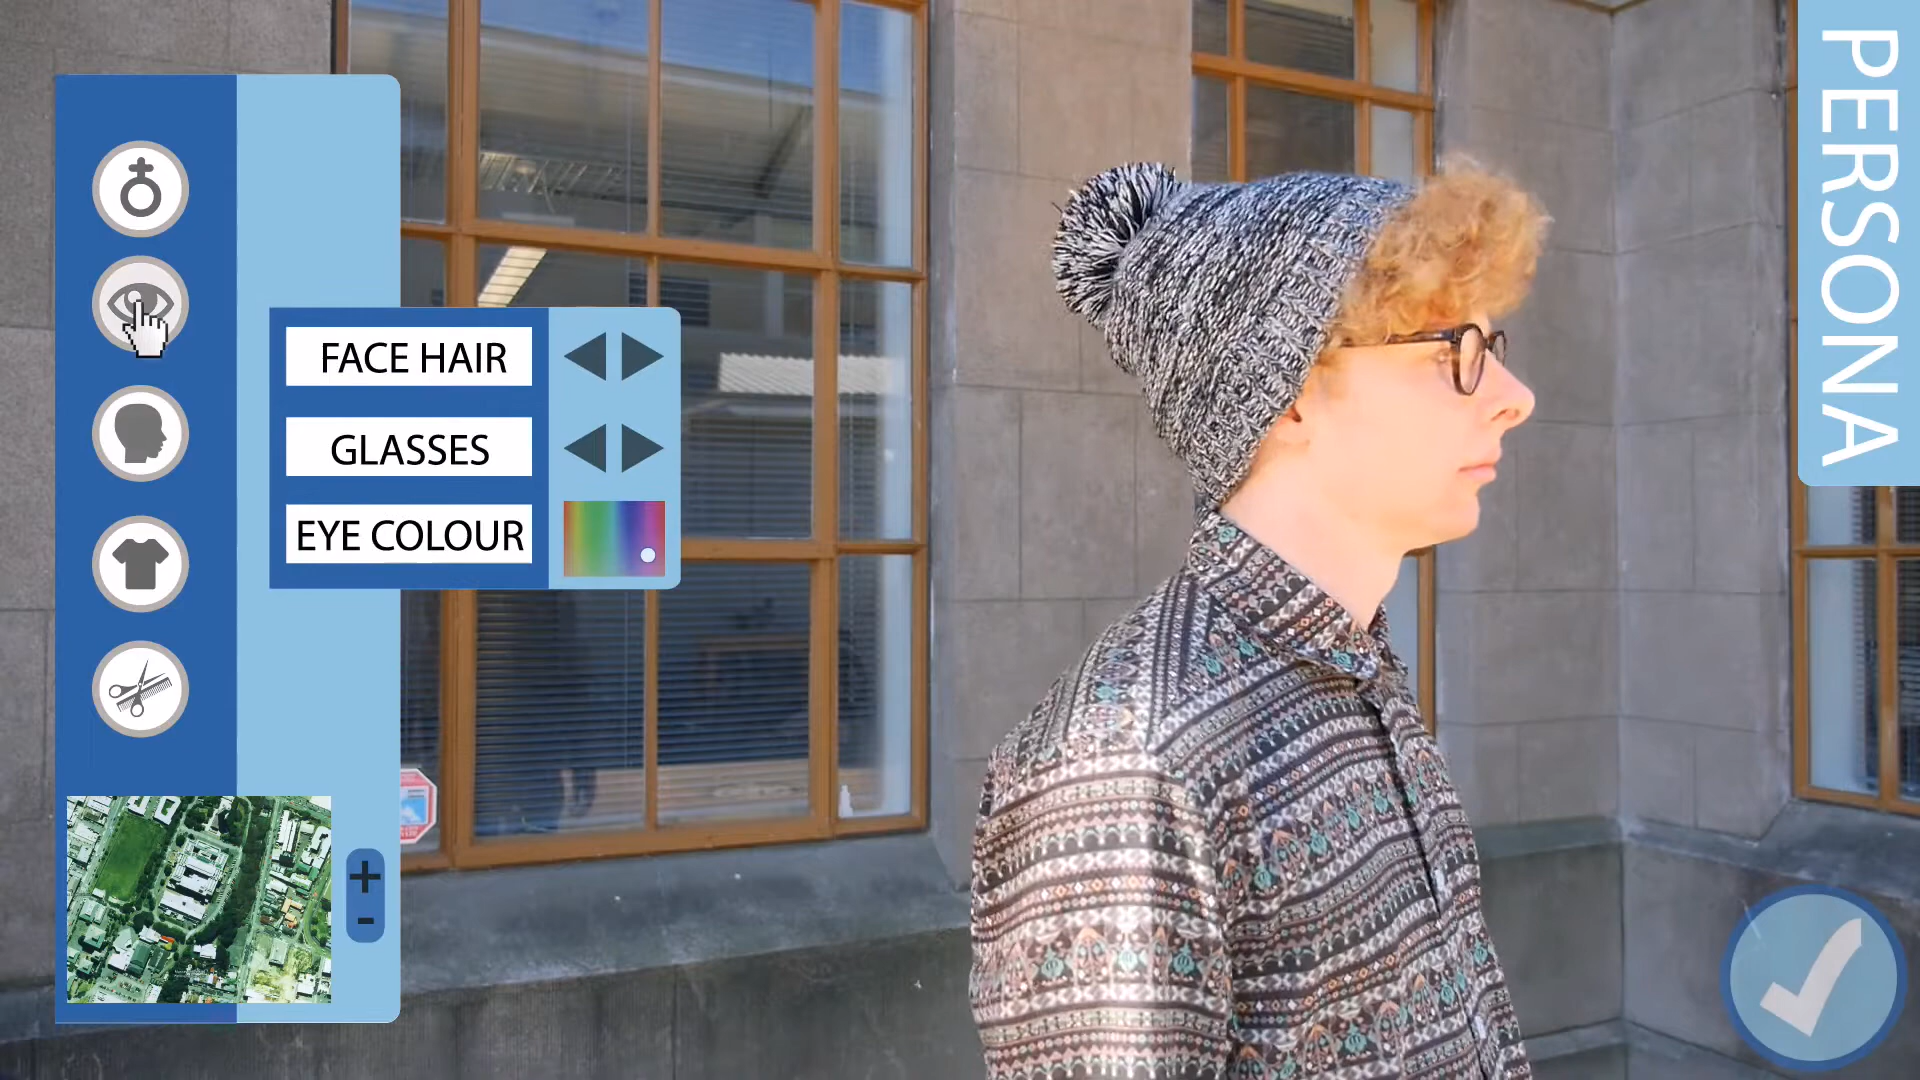 FACE HAIR
GLASSES
EYE COLOUR
+
-
PERSONA